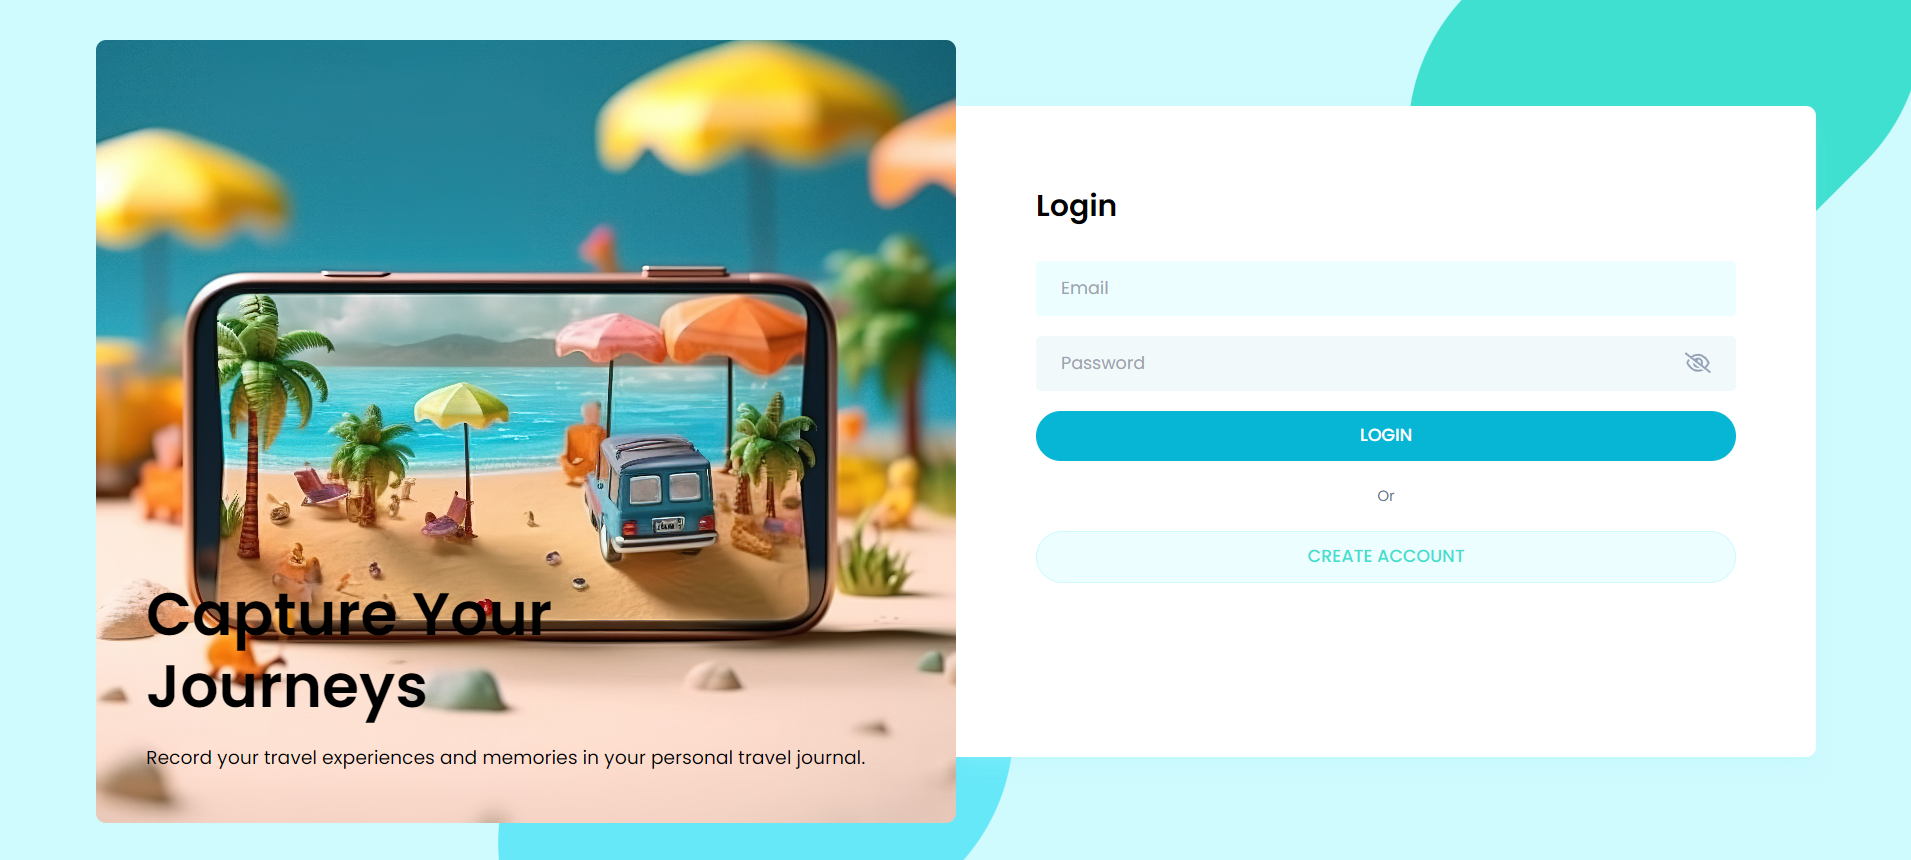 Capture Your
Journeys
Record your travel experiences and memories in your personal travel journal.
Login
Email
Password
LOGIN
Or
CREATE ACCOUNT